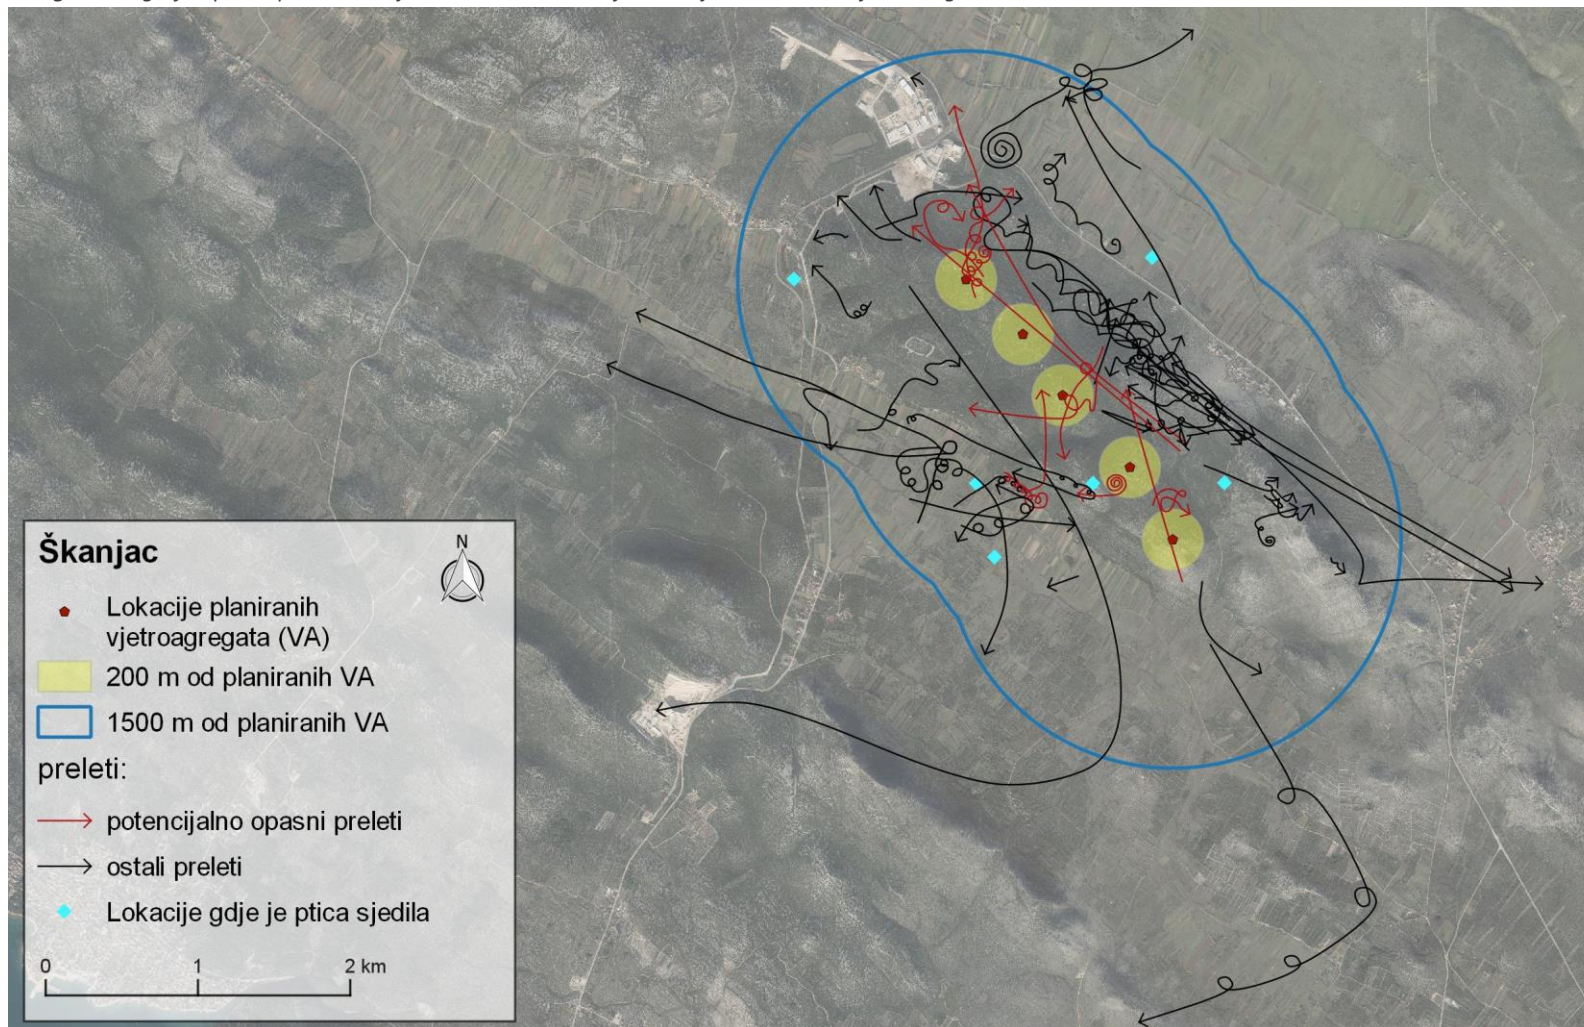 Škanjac
N
Lokacije planiranih
vjetroagregata (VA)
200 m od planiranih VA
1500 m od planiranih VA
preleti:
potencijalno opasni preleti
ostali preleti
Lokacije gdje je ptica sjedila
0 1 2 km